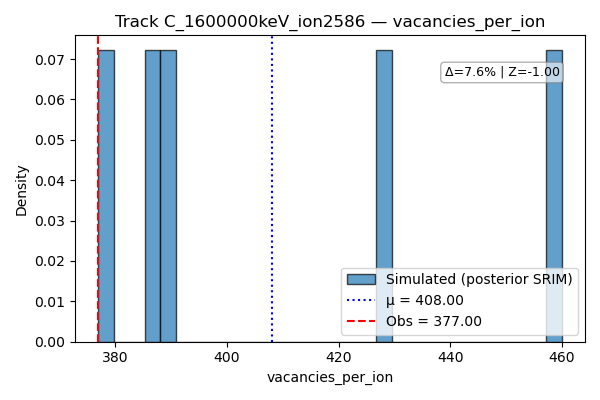 Track C_1600000keV_ion2586 — vacancies_per_ion
Δ=7.6% | Z=-1.00
0.07
0.06
0.05
0.04
0.03
0.02
0.01
0.00
Density
Simulated (posterior SRIM)
μ = 408.00
Obs = 377.00
380 400 420 440 460
vacancies_per_ion